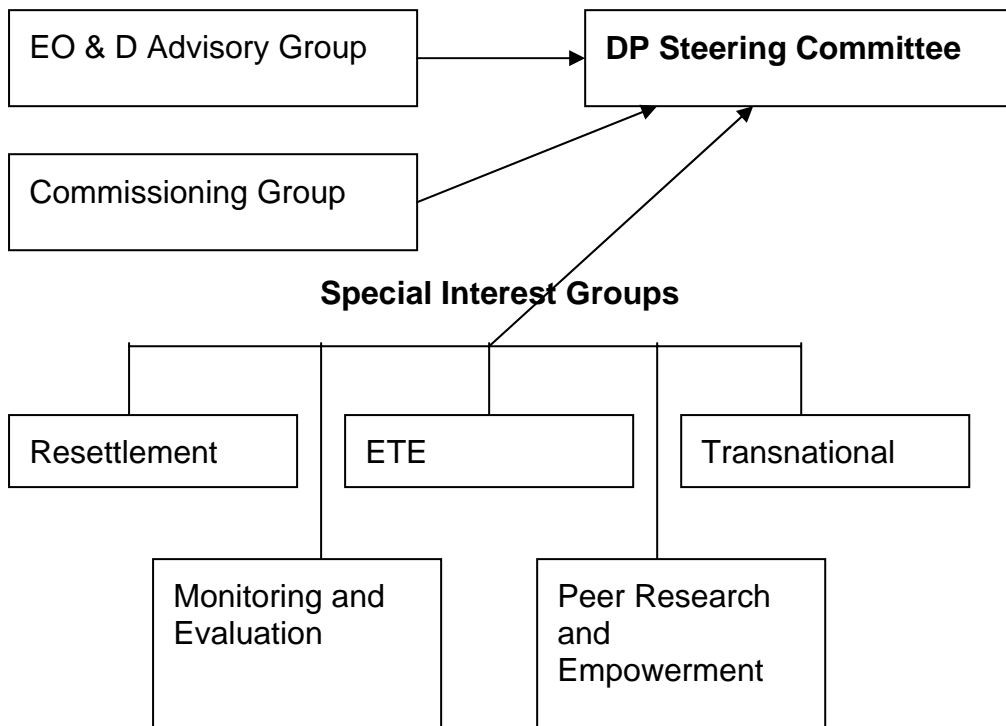 EO & D Advisory Group
DP Steering Committee
Commissioning Group
Special Interest Groups
Resettlement
ETE
Transnational
Monitoring and
Evaluation
Peer Research
and
Empowerment